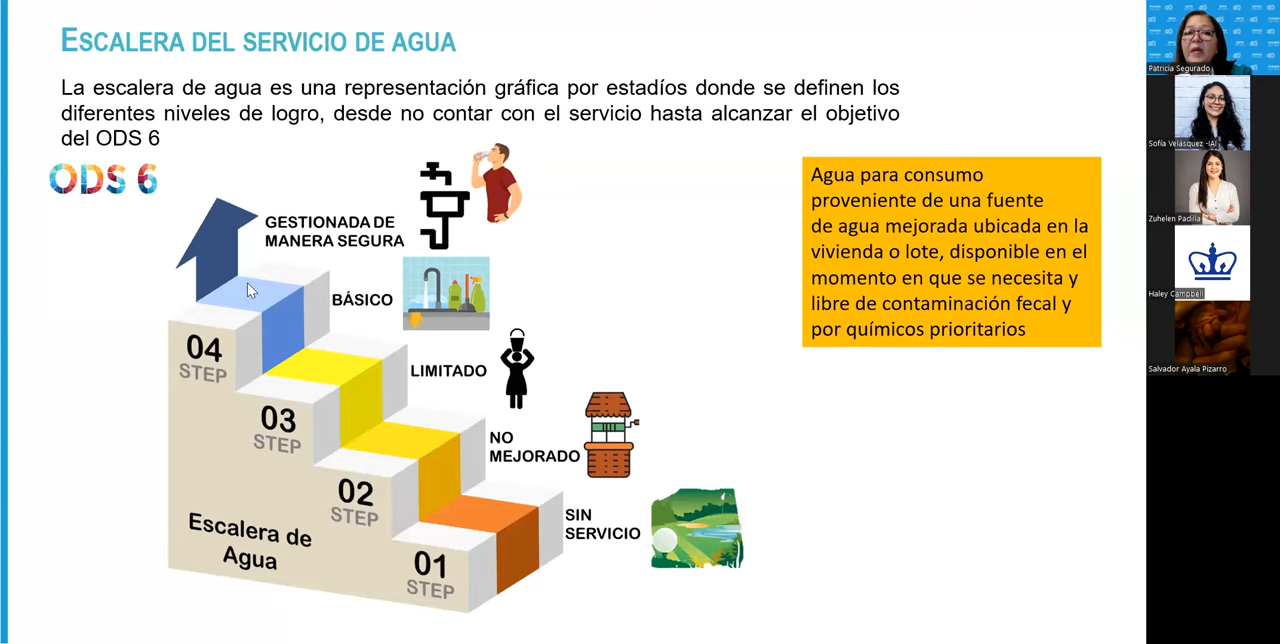 ESCALERA DEL SERVICIO DE AGUA
La escalera de agua es una representación gráfica por estadíos donde se definen los
diferentes niveles de logro, desde no contar con el servicio hasta alcanzar el objetivo
del ODS 6
ODS 6
GESTIONADA DE
MANERA SEGURA
BÁSICO
LIMITADO
NO
MEJORADO
SIN
SERVICIO
04
STEP
03
STEP
02
STEP
01
STEP
Escalera de
Agua
Agua para consumo
proveniente de una fuente
de agua mejorada ubicada en la
vivienda o lote, disponible en el
momento en que se necesita y
libre de contaminación fecal y
por químicos prioritarios
Patricia Segurado
Sofía Velásquez -IAI
Zuhelen Padilla
Haley Campbell
Salvador Ayala Pizarro